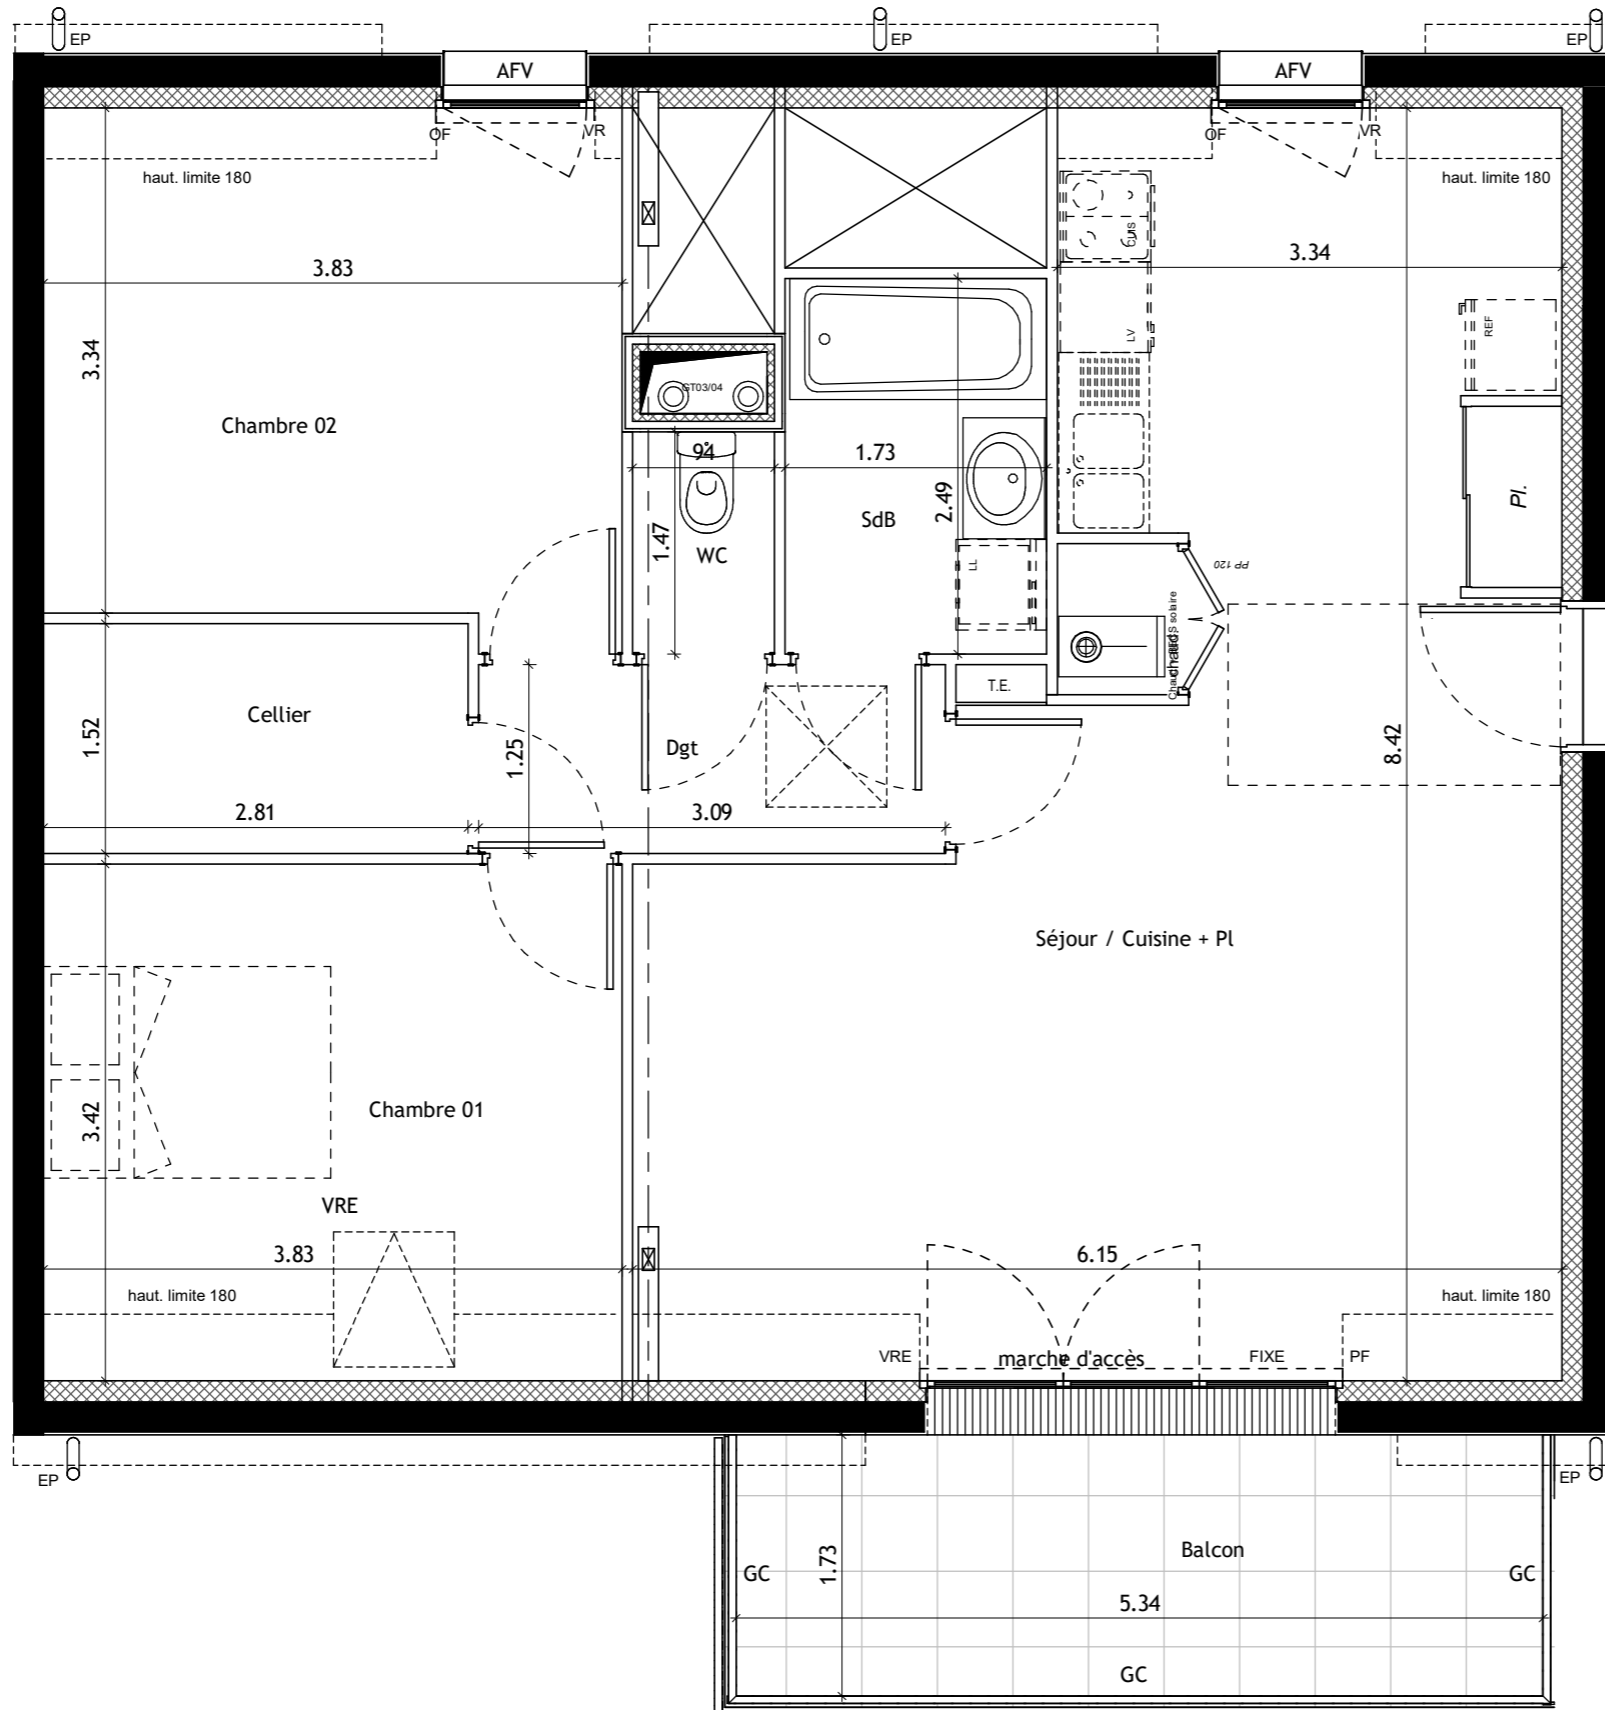 EP
EP
EP
AFV
AFV
OF
VR
OF
VR
haut. limite 180
haut. limite 180
3.83
3.34
3.34
CUIS
LV
REF
GT03/04
Chambre 02
94
1.73
2.49
1.47
SdB
WC
LL
Pl.
PP 120
T.E.
Cellier
1.52
1.25
Dgt
8.42
2.81
3.09
Séjour / Cuisine + Pl
Chambre 01
3.42
VRE
3.83
6.15
haut. limite 180
haut. limite 180
VRE
marche d'accès
FIXE
PF
EP
EP
GC
1.73
Balcon
GC
5.34
GC